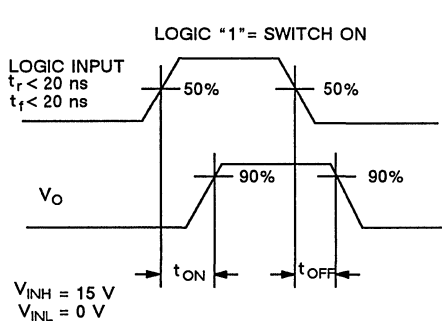 LOGIC “1”= SWITCH ON
LOGIC INPUT
tr < 20 ns
tf < 20 ns
50%
50%
VO
90%
90%
tON
tOFF
VINH = 15 V
VINL = 0 V